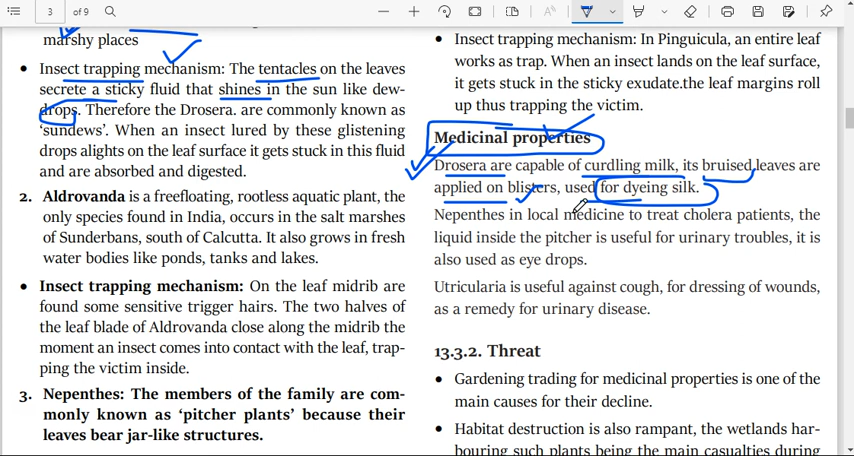 3 of 9
marshy places
• Insect trapping mechanism: The tentacles on the leaves
secrete a sticky fluid that shines in the sun like dew-
drops. Therefore the Drosera. are commonly known as
‘sundews’. When an insect lured by these glistening
drops alights on the leaf surface it gets stuck in this fluid
and are absorbed and digested.
2. Aldrovanda is a freefloating, rootless aquatic plant, the
only species found in India, occurs in the salt marshes
of Sunderbans, south of Calcutta. It also grows in fresh
water bodies like ponds, tanks and lakes.
• Insect trapping mechanism: On the leaf midrib are
found some sensitive trigger hairs. The two halves of
the leaf blade of Aldrovanda close along the midrib the
moment an insect comes into contact with the leaf, trap-
ping the victim inside.
3. Nepenthes: The members of the family are com-
monly known as ‘pitcher plants’ because their
leaves bear jar-like structures.
• Insect trapping mechanism: In Pinguicula, an entire leaf
works as trap. When an insect lands on the leaf surface,
it gets stuck in the sticky exudate.the leaf margins roll
up thus trapping the victim.
Medicinal properties
Drosera are capable of curdling milk, its bruised leaves are
applied on blisters, used for dyeing silk.
Nepenthes in local medicine to treat cholera patients, the
liquid inside the pitcher is useful for urinary troubles, it is
also used as eye drops.
Utricularia is useful against cough, for dressing of wounds,
as a remedy for urinary disease.
13.3.2. Threat
• Gardening trading for medicinal properties is one of the
main causes for their decline.
• Habitat destruction is also rampant, the wetlands har-
bouring such plants being the main casualties during